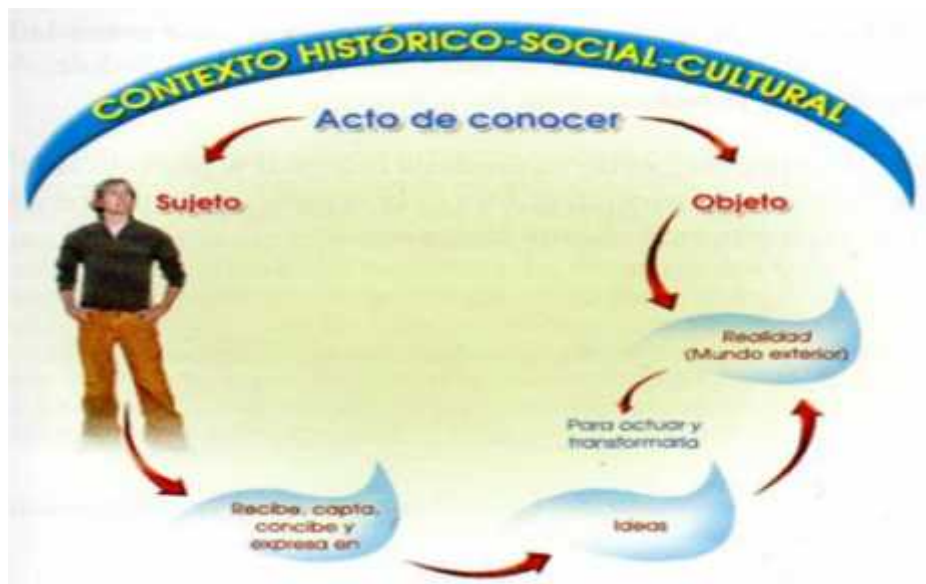 CONTEXTO HISTÓRICO-SOCIAL-CULTURAL
Acto de conocer
Sujeto
Objeto
Realidad
(Mundo exterior)
Para actuar y
transformarla
Recibe, capta,
concibe y
expresa en
Ideas